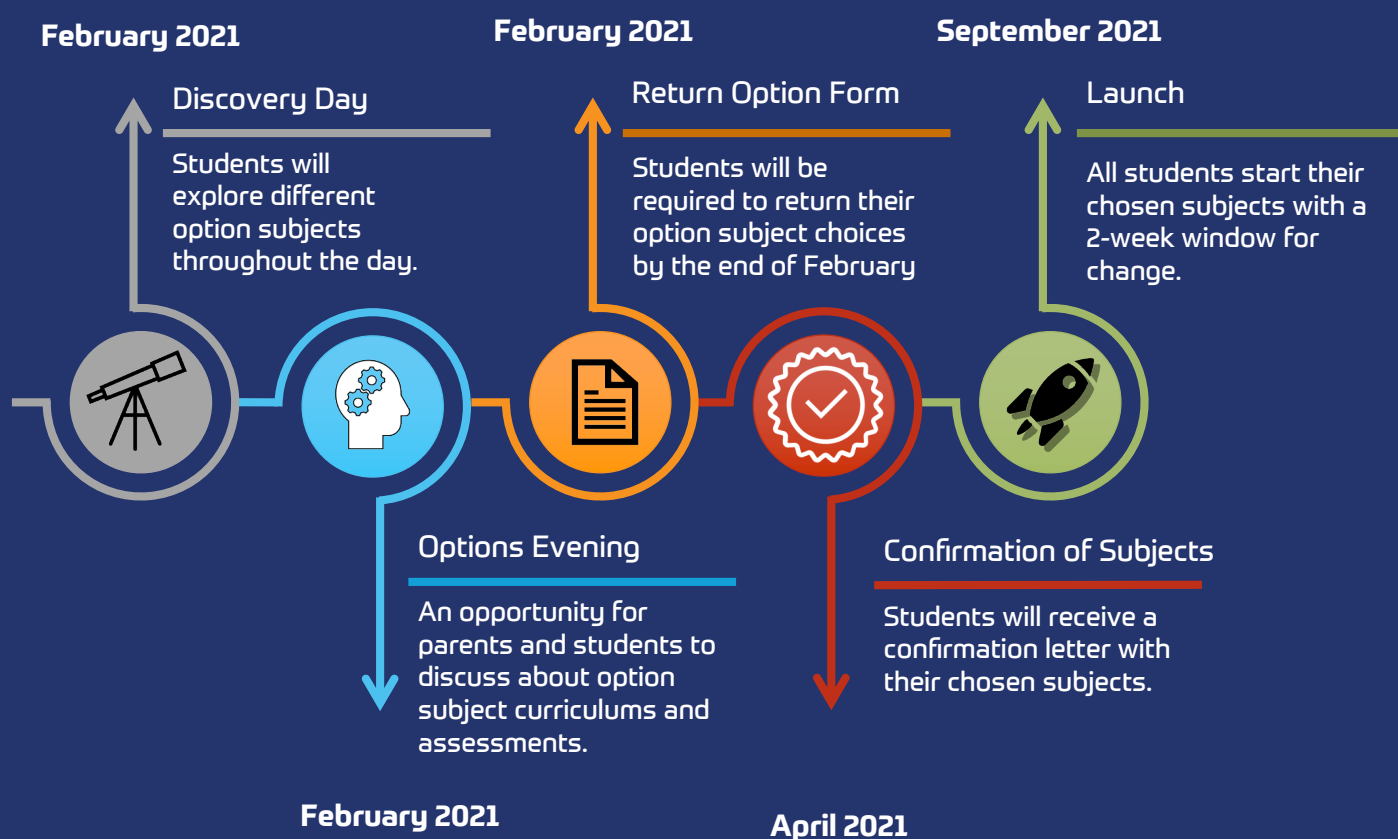 February 2021
Discovery Day
Students will
explore different
option subjects
throughout the day.
Options Evening
An opportunity for
parents and students to
discuss about option
subject curriculums and
assessments.
February 2021
February 2021
Return Option Form
Students will be
required to return their
option subject choices
by the end of February
Confirmation of Subjects
Students will receive a
confirmation letter with
their chosen subjects.
April 2021
September 2021
Launch
All students start their
chosen subjects with a
2-week window for
change.